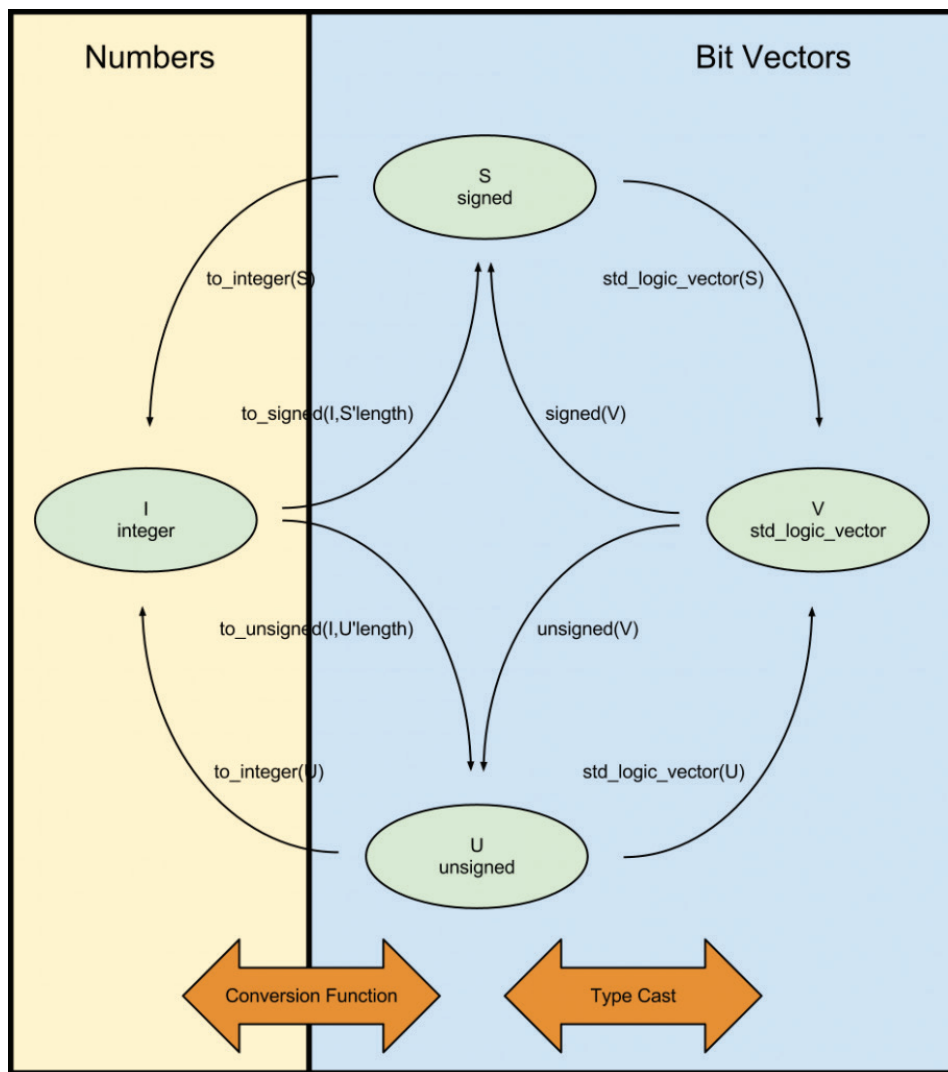 Numbers
Bit Vectors
S
signed
to_integer(S)
std_logic_vector(S)
to_signed(I,S'length)
signed(V)
I
integer
V
std_logic_vector
to_unsigned(I,U'length)
unsigned(V)
to_integer(U)
std_logic_vector(U)
U
unsigned
Conversion Function
Type Cast